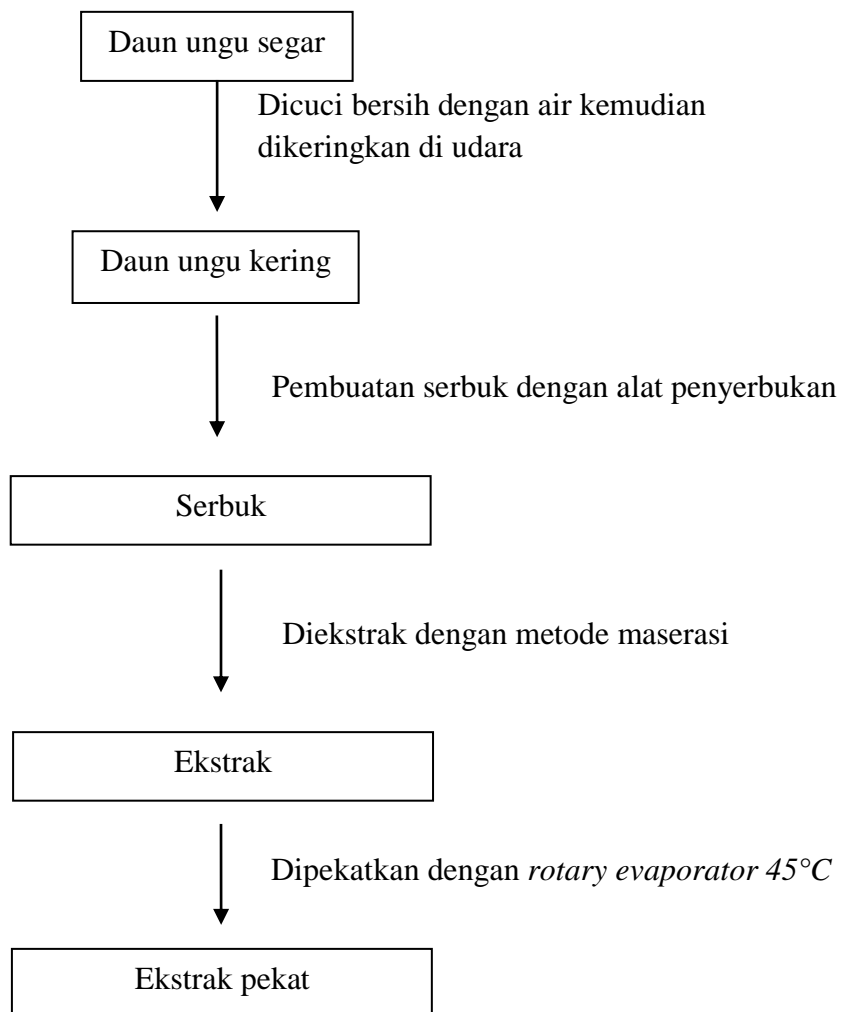 Daun ungu segar
Dicuci bersih dengan air kemudian
dikeringkan di udara
Daun ungu kering
Pembuatan serbuk dengan alat penyerbukan
Serbuk
Diekstrak dengan metode maserasi
Ekstrak
Dipekatkan dengan rotary evaporator 45°C
Ekstrak pekat